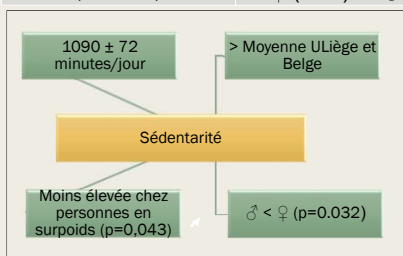 1090 ± 72
minutes/jour
> Moyenne ULiège et
Belge
Sédentarité
Moins élevée chez
personnes en
surpoids (p=0,043)
♂ < ♀ (p=0.032)